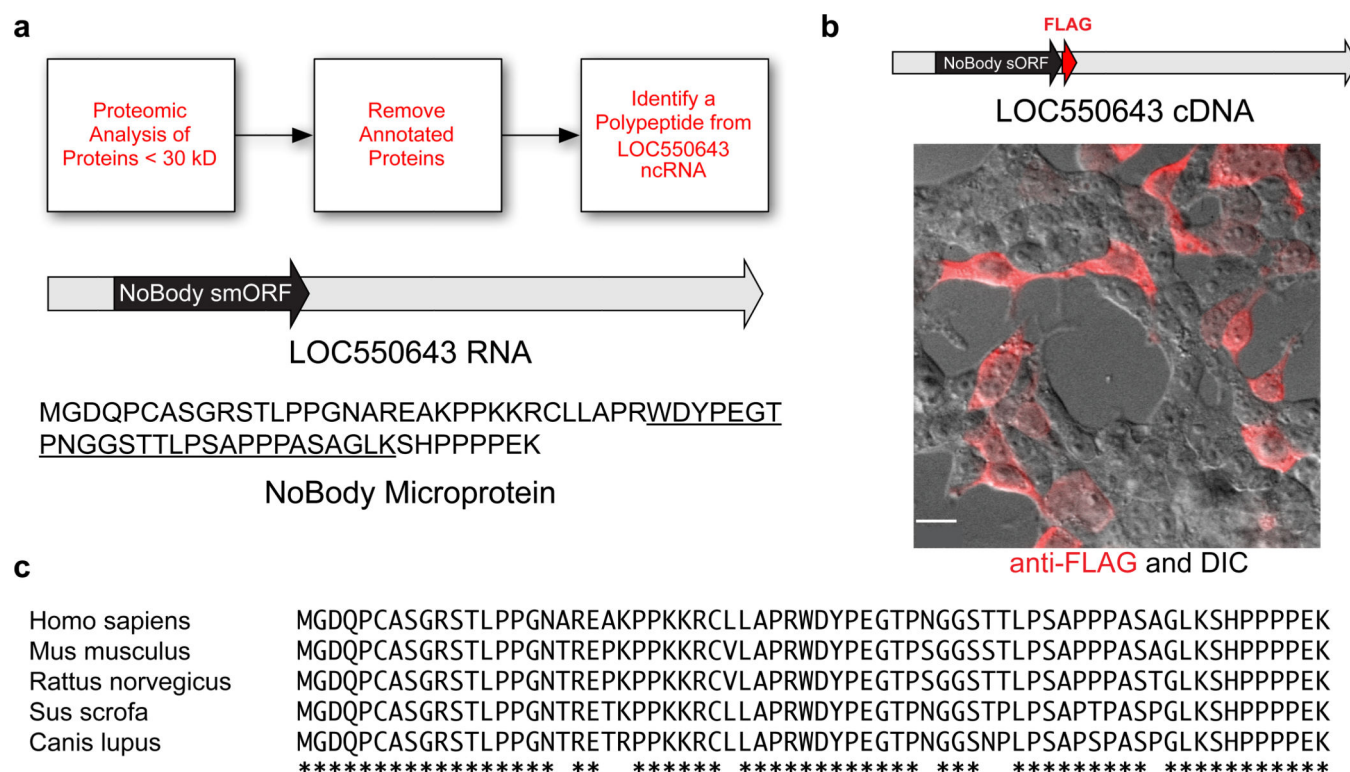 a
Proteomic
Analysis of
Proteins < 30 kD
Remove
Annotated
Proteins
Identify a
Polypeptide from
LOC550643
ncRNA
NoBody smORF
LOC550643 RNA
MGDQPCASGRSTLPPGNAREAKPPKKRCLLAPRWDYPEGT
PNGGSTTLPSAPPPASAGLKSHPPPPEK
NoBody Microprotein
b
FLAG
NoBody sORF
LOC550643 cDNA
anti-FLAG and DIC
c
Homo sapiens MGDQPCASGRSTLPPGNAREAKPPKKRCLLAPRWDYPEGTPNGGSTTLPSAPPPASAGLKSHPPPPEK
Mus musculus MGDQPCASGRSTLPPGNTREPKPPKKRCVLAPRWDYPEGTPSGGSSTLPSAPPPASAGLKSHPPPPEK
Rattus norvegicus MGDQPCASGRSTLPPGNTREPKPPKKRCVLAPRWDYPEGTPSGGSTTLPSAPPPASTGLKSHPPPPEK
Sus scrofa MGDQPCASGRSTLPPGNTRETKPPKKRCLLAPRWDYPEGTPNGGSTPLPSAPTPASPGLKSHPPPPEK
Canis lupus MGDQPCASGRSTLPPGNTRETRPPKKRCLLAPRWDYPEGTPNGGSNPLPSAPSPASPGLKSHPPPPEK
***************** ** ****** ************ *** ********* ***********